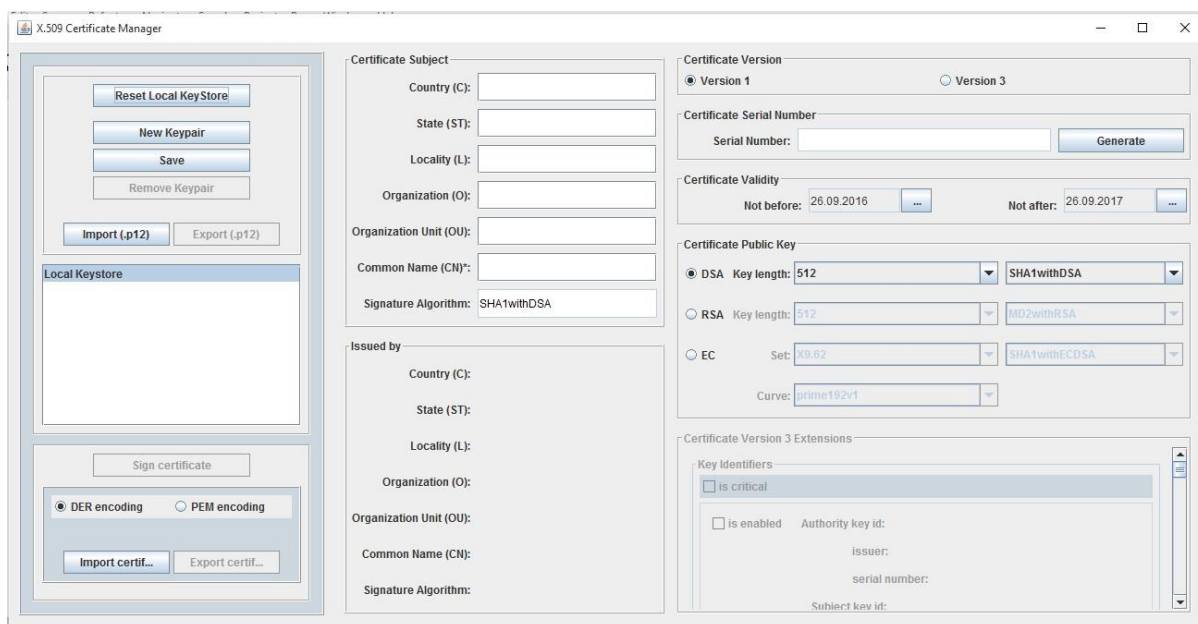 X.509 Certificate Manager
Reset Local KeyStore
New Keypair
Save
Remove Keypair
Import (.p12) Export (.p12)
Local Keystore
Sign certificate
DER encoding PEM encoding
Import certif... Export certif...
Certificate Subject
Country (C):
State (ST):
Locality (L):
Organization (O):
Organization Unit (OU):
Common Name (CN)*:
Signature Algorithm: SHA1withDSA
Issued by
Country (C):
State (ST):
Locality (L):
Organization (O):
Organization Unit (OU):
Common Name (CN):
Signature Algorithm:
Certificate Version
Version 1 Version 3
Certificate Serial Number
Serial Number: Generate
Certificate Validity
Not before: 26.09.2016 ... Not after: 26.09.2017 ...
Certificate Public Key
DSA Key length: 512 SHA1withDSA
RSA Key length: 512 MD2withRSA
EC Set: X9.62 SHA1withECDSA
Curve: prime192v1
Certificate Version 3 Extensions
Key Identifiers
is critical
is enabled Authority key id:
issuer:
serial number:
Subject key id: